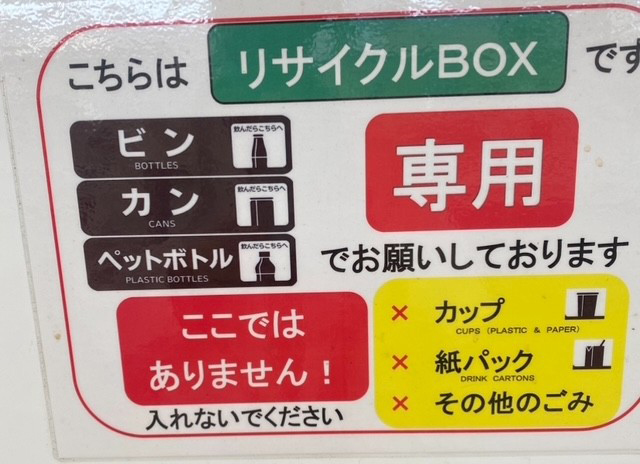 こちらは リサイクルBOX です
ビン
BOTTLES
飲んだらこちらへ
カン
CANS
飲んだらこちらへ
ペットボトル
PLASTIC BOTTLES
飲んだらこちらへ
専用
でお願いしております
ここでは
ありません！
入れないでください
× カップ
CUPS (PLASTIC & PAPER)
× 紙パック
DRINK CARTONS
× その他のごみ